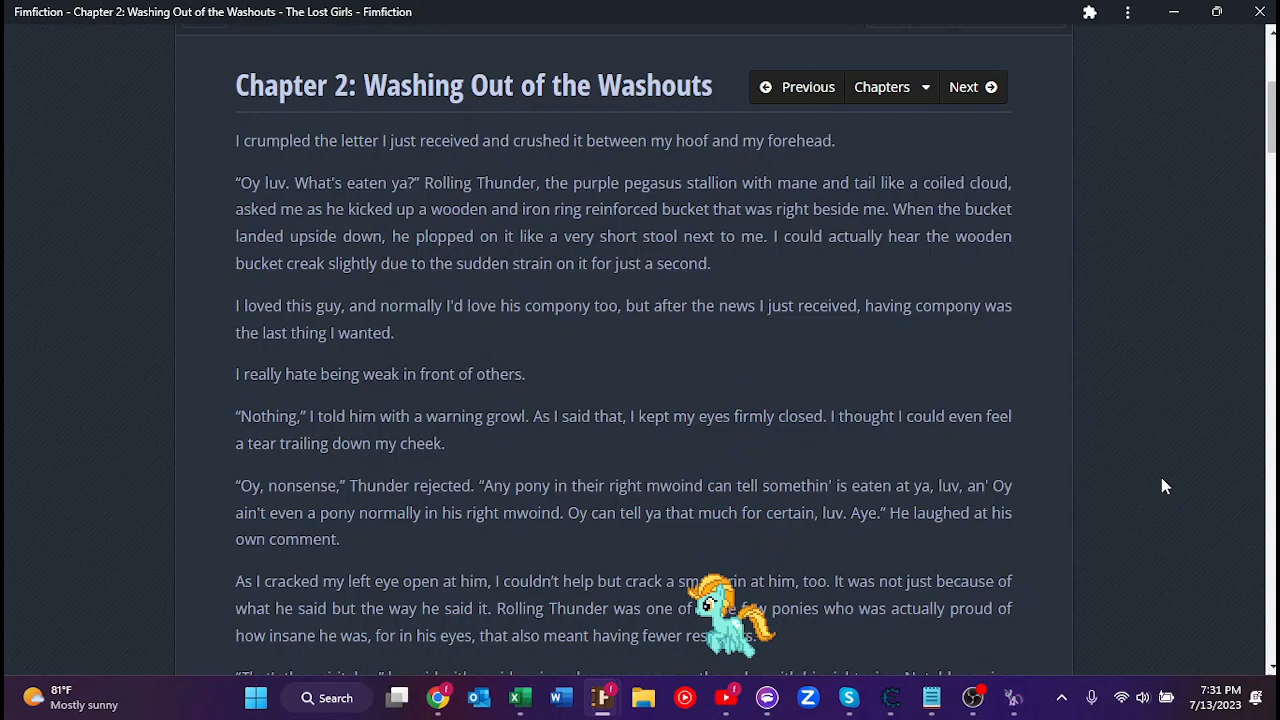 Fimfiction - Chapter 2: Washing Out of the Washouts - The Lost Girls - Fimfiction
Chapter 2: Washing Out of the Washouts
Previous
Chapters
Next
I crumpled the letter I just received and crushed it between my hoof and my forehead.
“Oy luv. What's eaten ya?” Rolling Thunder, the purple pegasus stallion with mane and tail like a coiled cloud,
asked me as he kicked up a wooden and iron ring reinforced bucket that was right beside me. When the bucket
landed upside down, he plopped on it like a very short stool next to me. I could actually hear the wooden
bucket creak slightly due to the sudden strain on it for just a second.
I loved this guy, and normally I'd love his compony too, but after the news I just received, having compony was
the last thing I wanted.
I really hate being weak in front of others.
“Nothing,” I told him with a warning growl. As I said that, I kept my eyes firmly closed. I thought I could even feel
a tear trailing down my cheek.
“Oy, nonsense,” Thunder rejected. “Any pony in their right mwoind can tell somethin' is eaten at ya, luv, an' Oy
ain't even a pony normally in his right mwoind. Oy can tell ya that much for certain, luv. Aye.” He laughed at his
own comment.
As I cracked my left eye open at him, I couldn’t help but crack a at him, too. It was not just because of
what he said but the way he said it. Rolling Thunder was one of few ponies who was actually proud of
how insane he was, for in his eyes, that also meant having fewer
81°F
Mostly sunny
Search
7:31 PM
7/13/2023